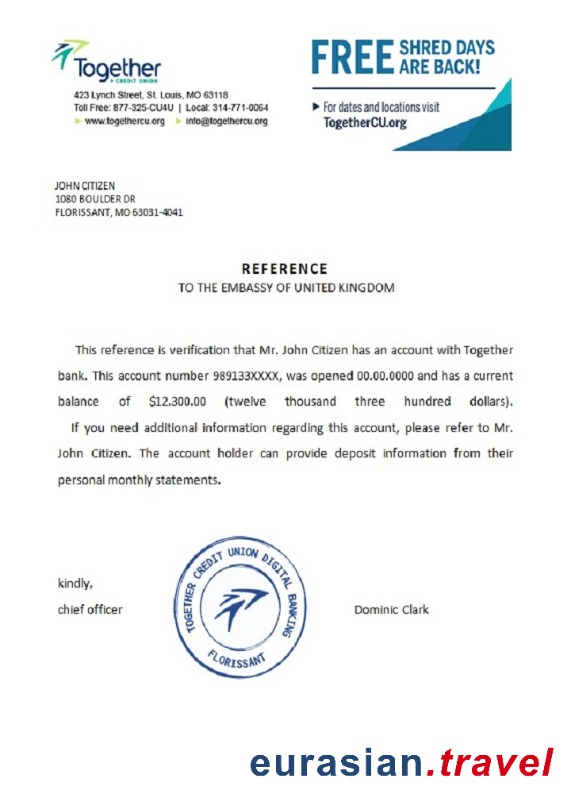 Together
CREDIT UNION
423 Lynch Street, St. Louis, MO 63118
Toll Free: 877-325-CU4U | Local: 314-771-0064
www.togethercu.org info@togethercu.org
FREE SHRED DAYS
ARE BACK!
For dates and locations visit
TogetherCU.org
JOHN CITIZEN
1080 BOULDER DR
FLORISSANT, MO 63031-4041
REFERENCE
TO THE EMBASSY OF UNITED KINGDOM
This reference is verification that Mr. John Citizen has an account with Together
bank. This account number 989133XXXX, was opened 00.00.0000 and has a current
balance of $12.300.00 (twelve thousand three hundred dollars).
If you need additional information regarding this account, please refer to Mr.
John Citizen. The account holder can provide deposit information from their
personal monthly statements.
kindly,
chief officer
TOGETHER CREDIT UNION DIGITAL BANKING
FLORISSANT
Dominic Clark
eurasian.travel